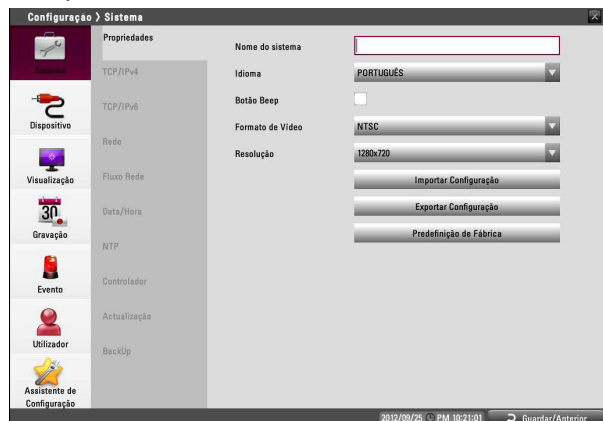 Configuração > Sistema
Sistema
Dispositivo
Visualização
30
Gravação
Evento
Utilizador
Assistente de
Configuração
Propriedades
TCP/IPv4
TCP/IPv6
Rede
Fluxo Rede
Data/Hora
NTP
Controlador
Actualização
BackUp
Nome do sistema
Idioma PORTUGUÊS
Botão Beep
Formato de Vídeo NTSC
Resolução 1280x720
Importar Configuração
Exportar Configuração
Predefinição de Fábrica
2012/09/25 PM 10:21:01 Guardar/Anterior